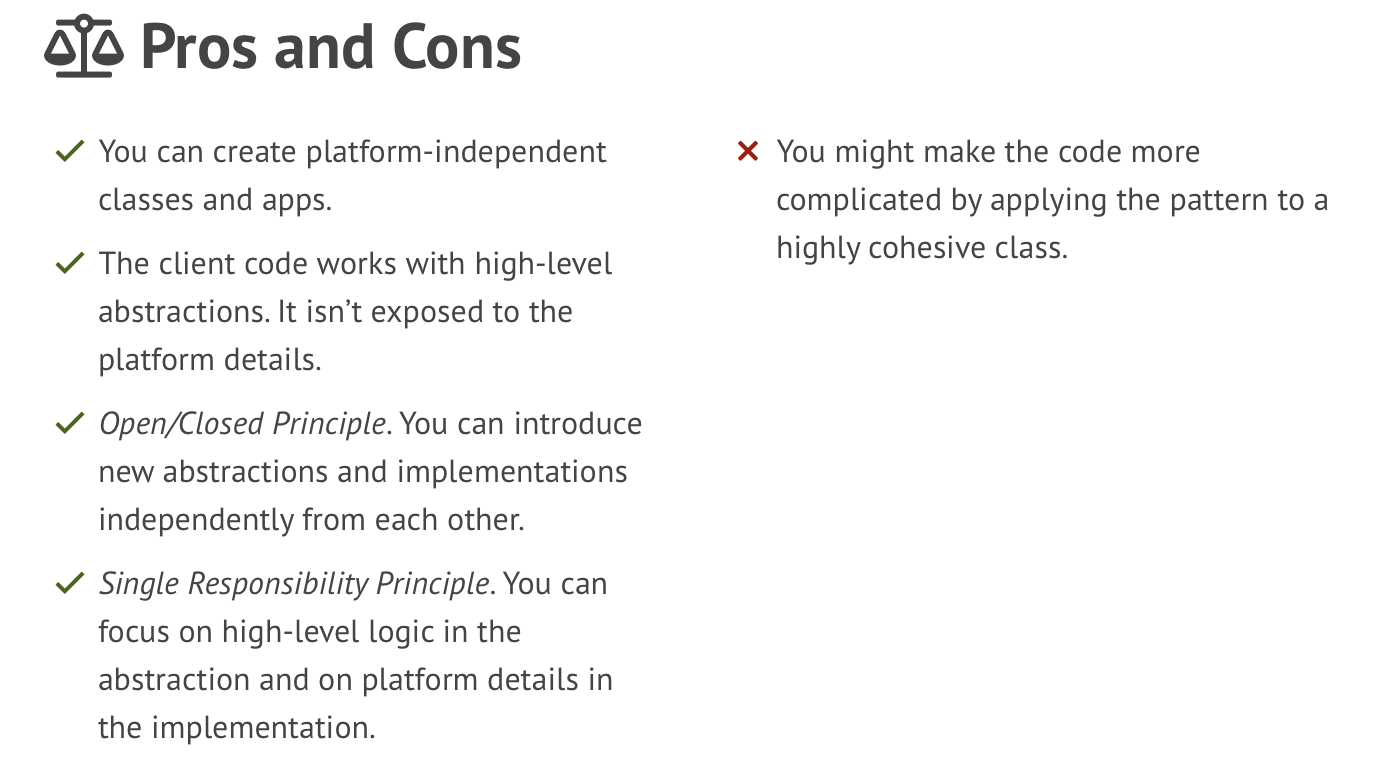 Pros and Cons
You can create platform-independent
classes and apps.
The client code works with high-level
abstractions. It isn’t exposed to the
platform details.
Open/Closed Principle. You can introduce
new abstractions and implementations
independently from each other.
Single Responsibility Principle. You can
focus on high-level logic in the
abstraction and on platform details in
the implementation.
You might make the code more
complicated by applying the pattern to a
highly cohesive class.